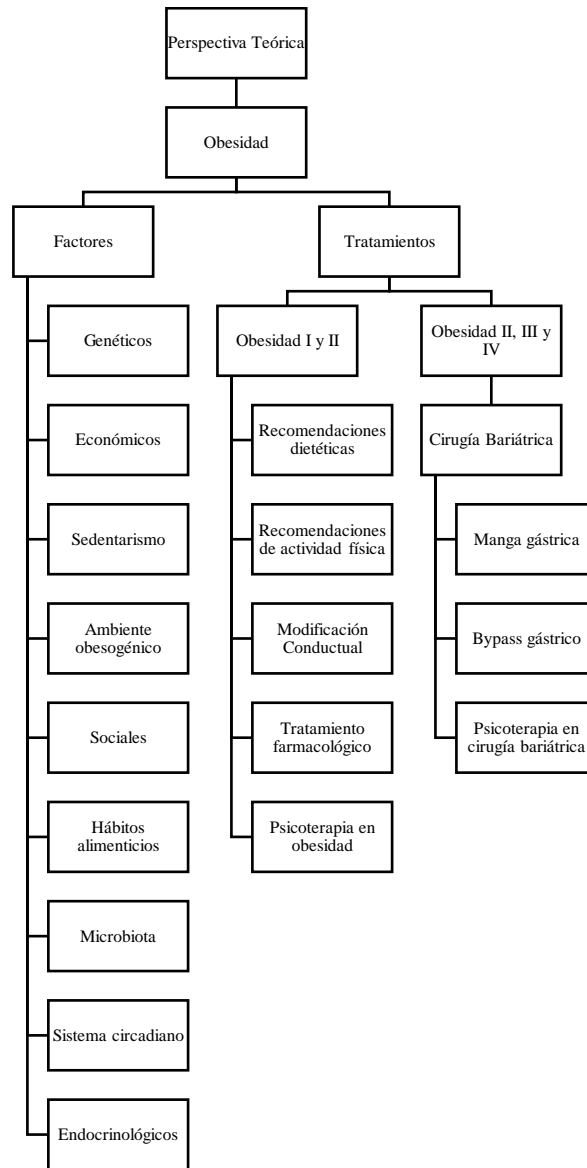 Perspectiva Teórica
Obesidad
Factores
Tratamientos
Genéticos
Económicos
Sedentarismo
Ambiente
obesogénico
Sociales
Hábitos
alimenticios
Microbiota
Sistema circadiano
Endocrinológicos
Obesidad I y II
Recomendaciones
dietéticas
Recomendaciones
de actividad física
Modificación
Conductual
Tratamiento
farmacológico
Psicoterapia en
obesidad
Obesidad II, III y
IV
Cirugía Bariátrica
Manga gástrica
Bypass gástrico
Psicoterapia en
cirugía bariátrica